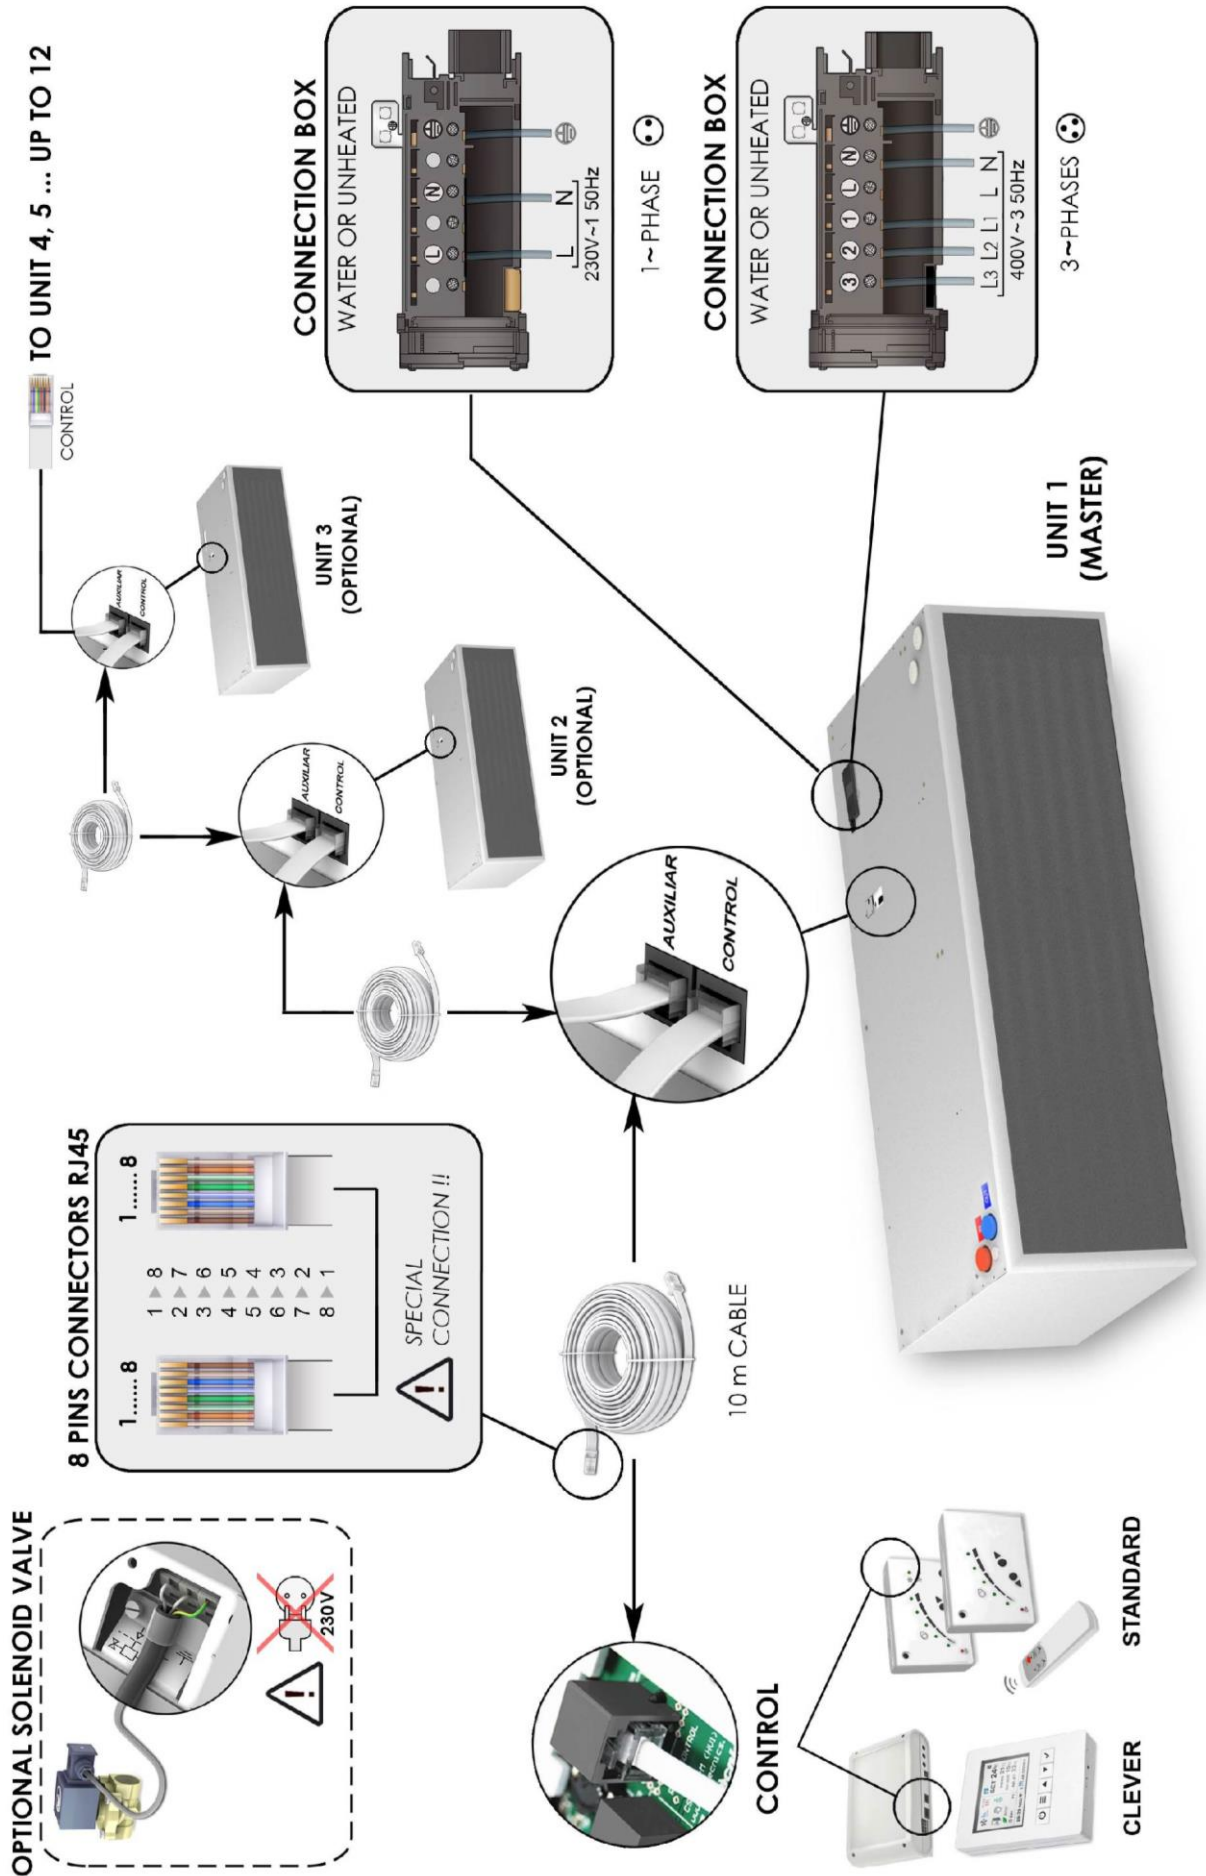 OPTIONAL SOLENOID VALVE
230V
8 PINS CONNECTORS RJ45
1.......8
1.......8
1 ▶ 8
2 ▶ 7
3 ▶ 6
4 ▶ 5
5 ▶ 4
6 ▶ 3
7 ▶ 2
8 ▶ 1
SPECIAL
CONNECTION !!
TO UNIT 4, 5 ... UP TO 12
CONTROL
AUXILIAR
CONTROL
UNIT 3
(OPTIONAL)
AUXILIAR
CONTROL
UNIT 2
(OPTIONAL)
AUXILIAR
CONTROL
10 m CABLE
CONTROL
CLEVER
STANDARD
UNIT 1
(MASTER)
CONNECTION BOX
WATER OR UNHEATED
L N
L N
230V~1 50Hz
1~PHASE
CONNECTION BOX
WATER OR UNHEATED
3 2 1 L N
L3 L2 L1 L N
400V~3 50Hz
3~PHASES